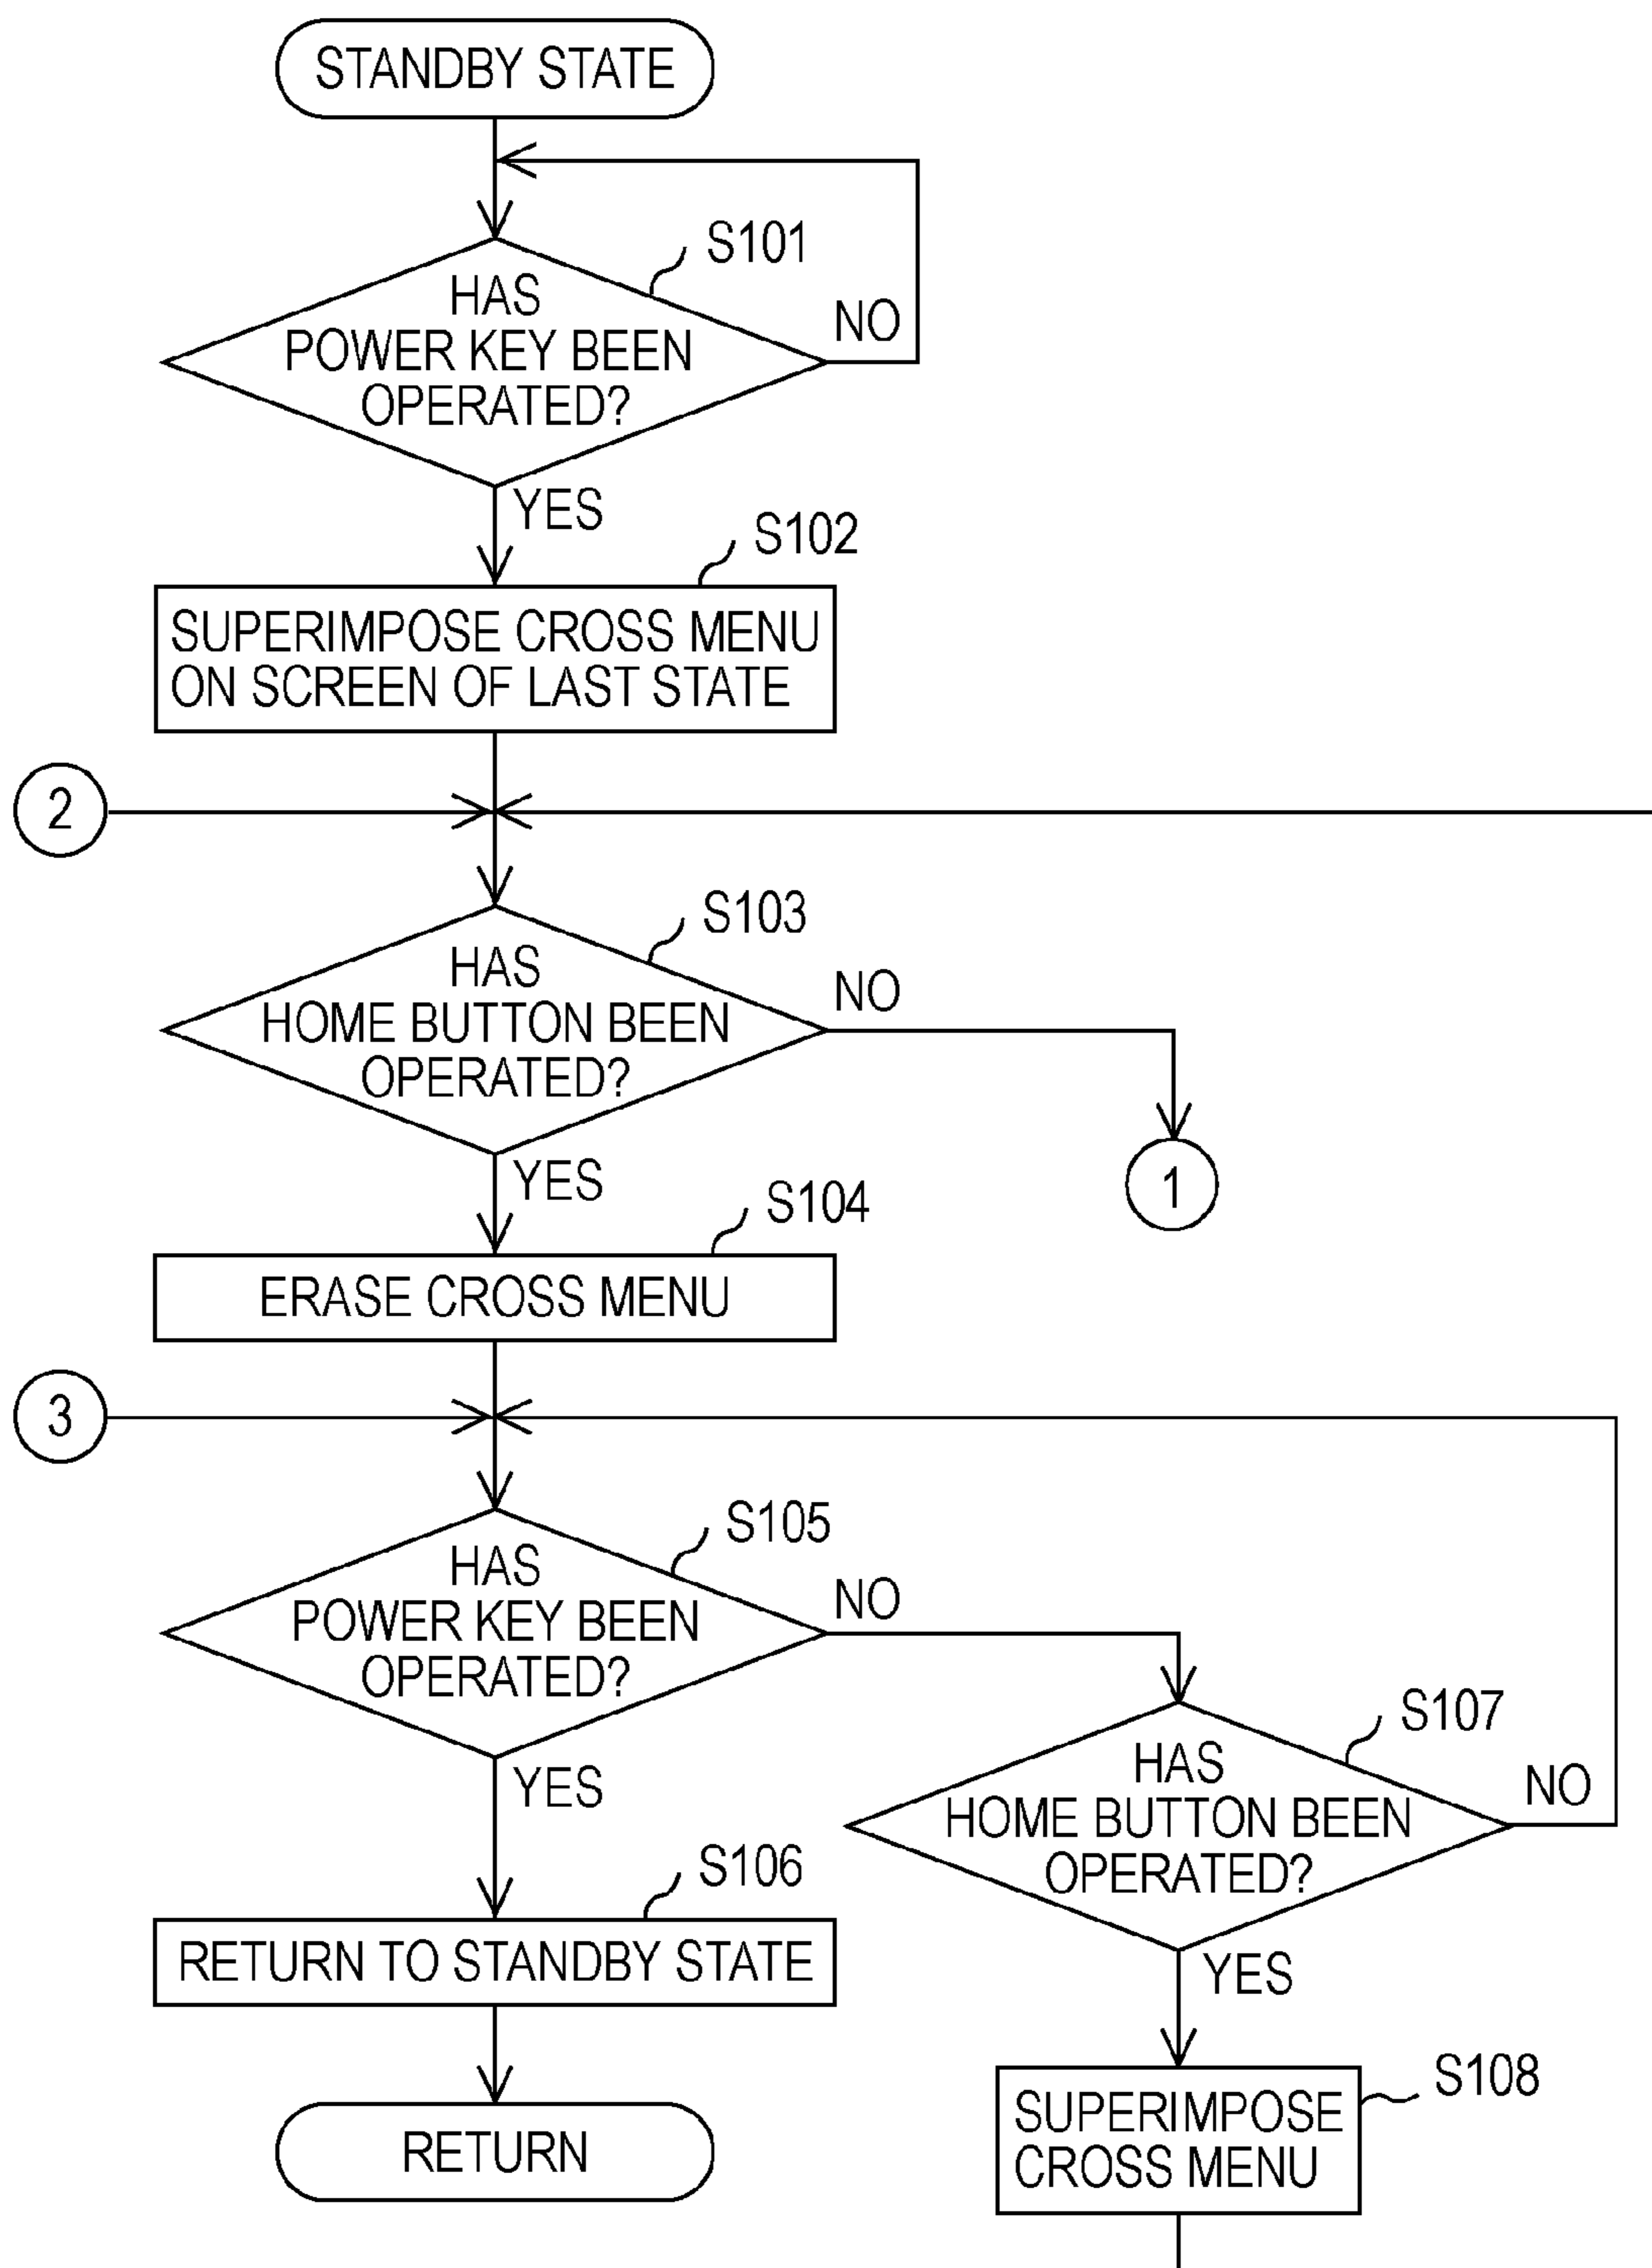 STANDBY STATE
S101
HAS
POWER KEY BEEN
OPERATED?
NO
YES
S102
SUPERIMPOSE CROSS MENU
ON SCREEN OF LAST STATE
2
S103
HAS
HOME BUTTON BEEN
OPERATED?
NO
1
YES
S104
ERASE CROSS MENU
3
S105
HAS
POWER KEY BEEN
OPERATED?
NO
YES
S107
HAS
HOME BUTTON BEEN
OPERATED?
NO
S106
RETURN TO STANDBY STATE
YES
S108
SUPERIMPOSE
CROSS MENU
RETURN